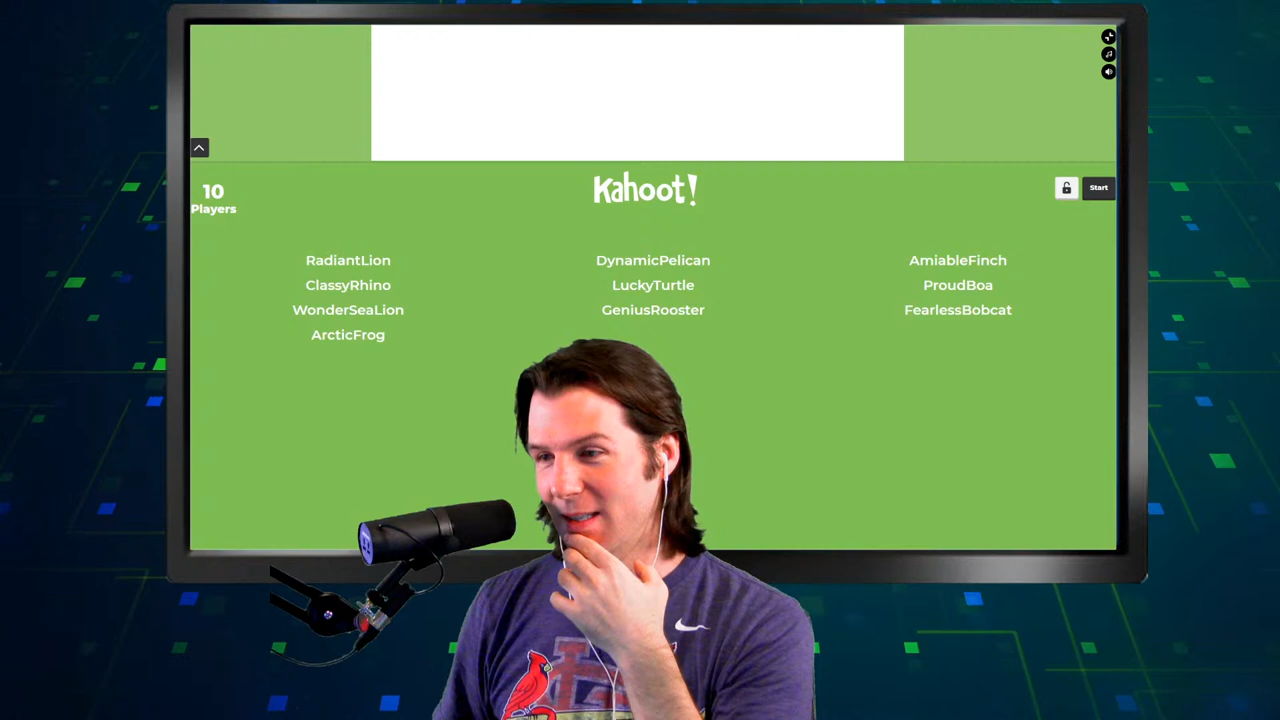 Kahoot!
10
Players
Start
RadiantLion
DynamicPelican
AmiableFinch
ClassyRhino
LuckyTurtle
ProudBoa
WonderSeaLion
GeniusRooster
FearlessBobcat
ArcticFrog